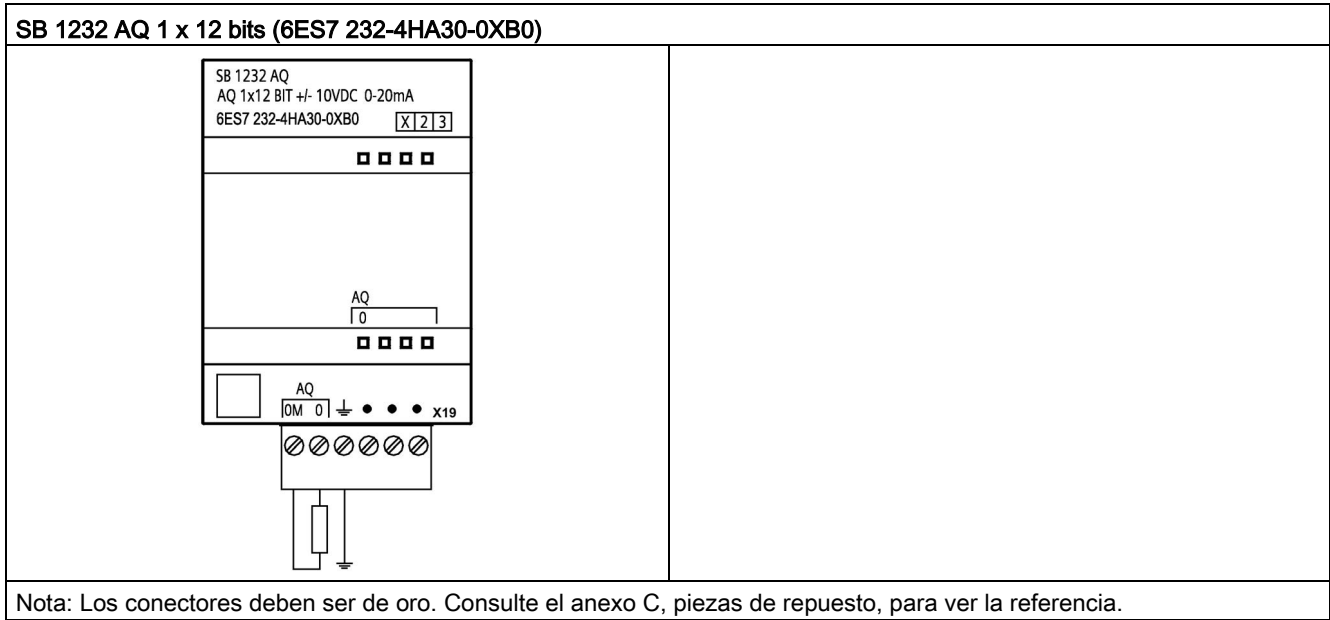 SB 1232 AQ 1 x 12 bits (6ES7 232-4HA30-0XB0)
SB 1232 AQ
AQ 1x12 BIT +/- 10VDC 0-20mA
6ES7 232-4HA30-0XB0 X 2 3
AQ
0
AQ
0M 0 X19
Nota: Los conectores deben ser de oro. Consulte el anexo C, piezas de repuesto, para ver la referencia.